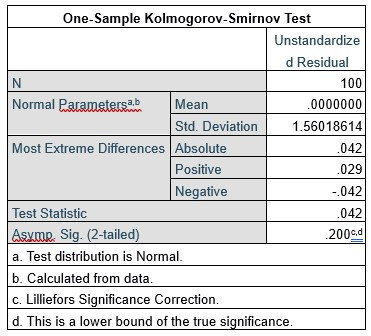 One-Sample Kolmogorov-Smirnov Test
Unstandardize
d Residual
N 100
Normal Parametersa,b Mean .0000000
Std. Deviation 1.56018614
Most Extreme Differences Absolute .042
Positive .029
Negative -.042
Test Statistic .042
Asymp. Sig. (2-tailed) .200c,d
a. Test distribution is Normal.
b. Calculated from data.
c. Lilliefors Significance Correction.
d. This is a lower bound of the true significance.